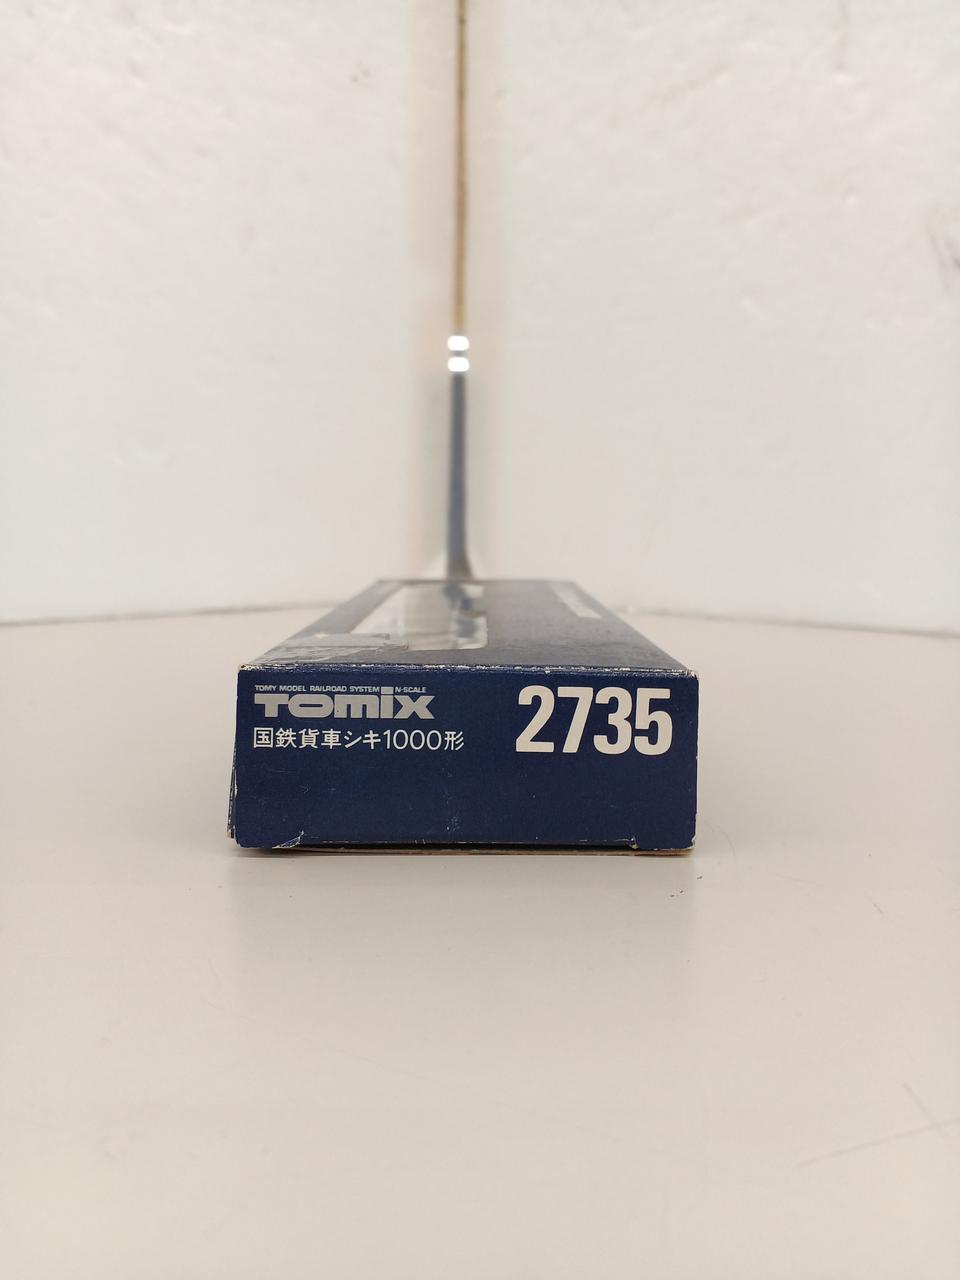 TOMY MODEL RAILROAD SYSTEM N-SCALE
TOMIX
国鉄貨車シキ1000形
2735